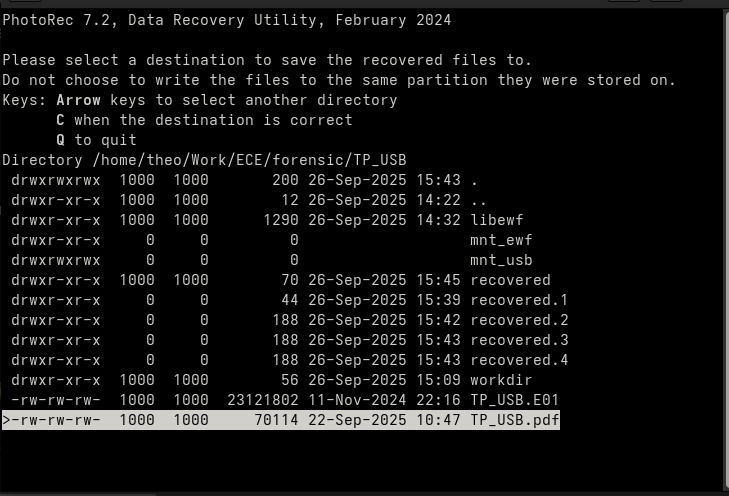 PhotoRec 7.2, Data Recovery Utility, February 2024
Please select a destination to save the recovered files to.
Do not choose to write the files to the same partition they were stored on.
Keys: Arrow keys to select another directory
C when the destination is correct
Q to quit
Directory /home/theo/Work/ECE/forensic/TP_USB
drwxrwxrwx 1000 1000 200 26-Sep-2025 15:43 .
drwxr-xr-x 1000 1000 12 26-Sep-2025 14:22 ..
drwxr-xr-x 1000 1000 1290 26-Sep-2025 14:32 libewf
drwxr-xr-x 0 0 0 mnt_ewf
drwxrwxrwx 0 0 0 mnt_usb
drwxr-xr-x 1000 1000 70 26-Sep-2025 15:45 recovered
drwxr-xr-x 0 0 44 26-Sep-2025 15:39 recovered.1
drwxr-xr-x 0 0 188 26-Sep-2025 15:42 recovered.2
drwxr-xr-x 0 0 188 26-Sep-2025 15:43 recovered.3
drwxr-xr-x 0 0 188 26-Sep-2025 15:43 recovered.4
drwxr-xr-x 1000 1000 56 26-Sep-2025 15:09 workdir
-rw-rw-rw- 1000 1000 23121802 11-Nov-2024 22:16 TP_USB.E01
>-rw-rw-rw- 1000 1000 70114 22-Sep-2025 10:47 TP_USB.pdf